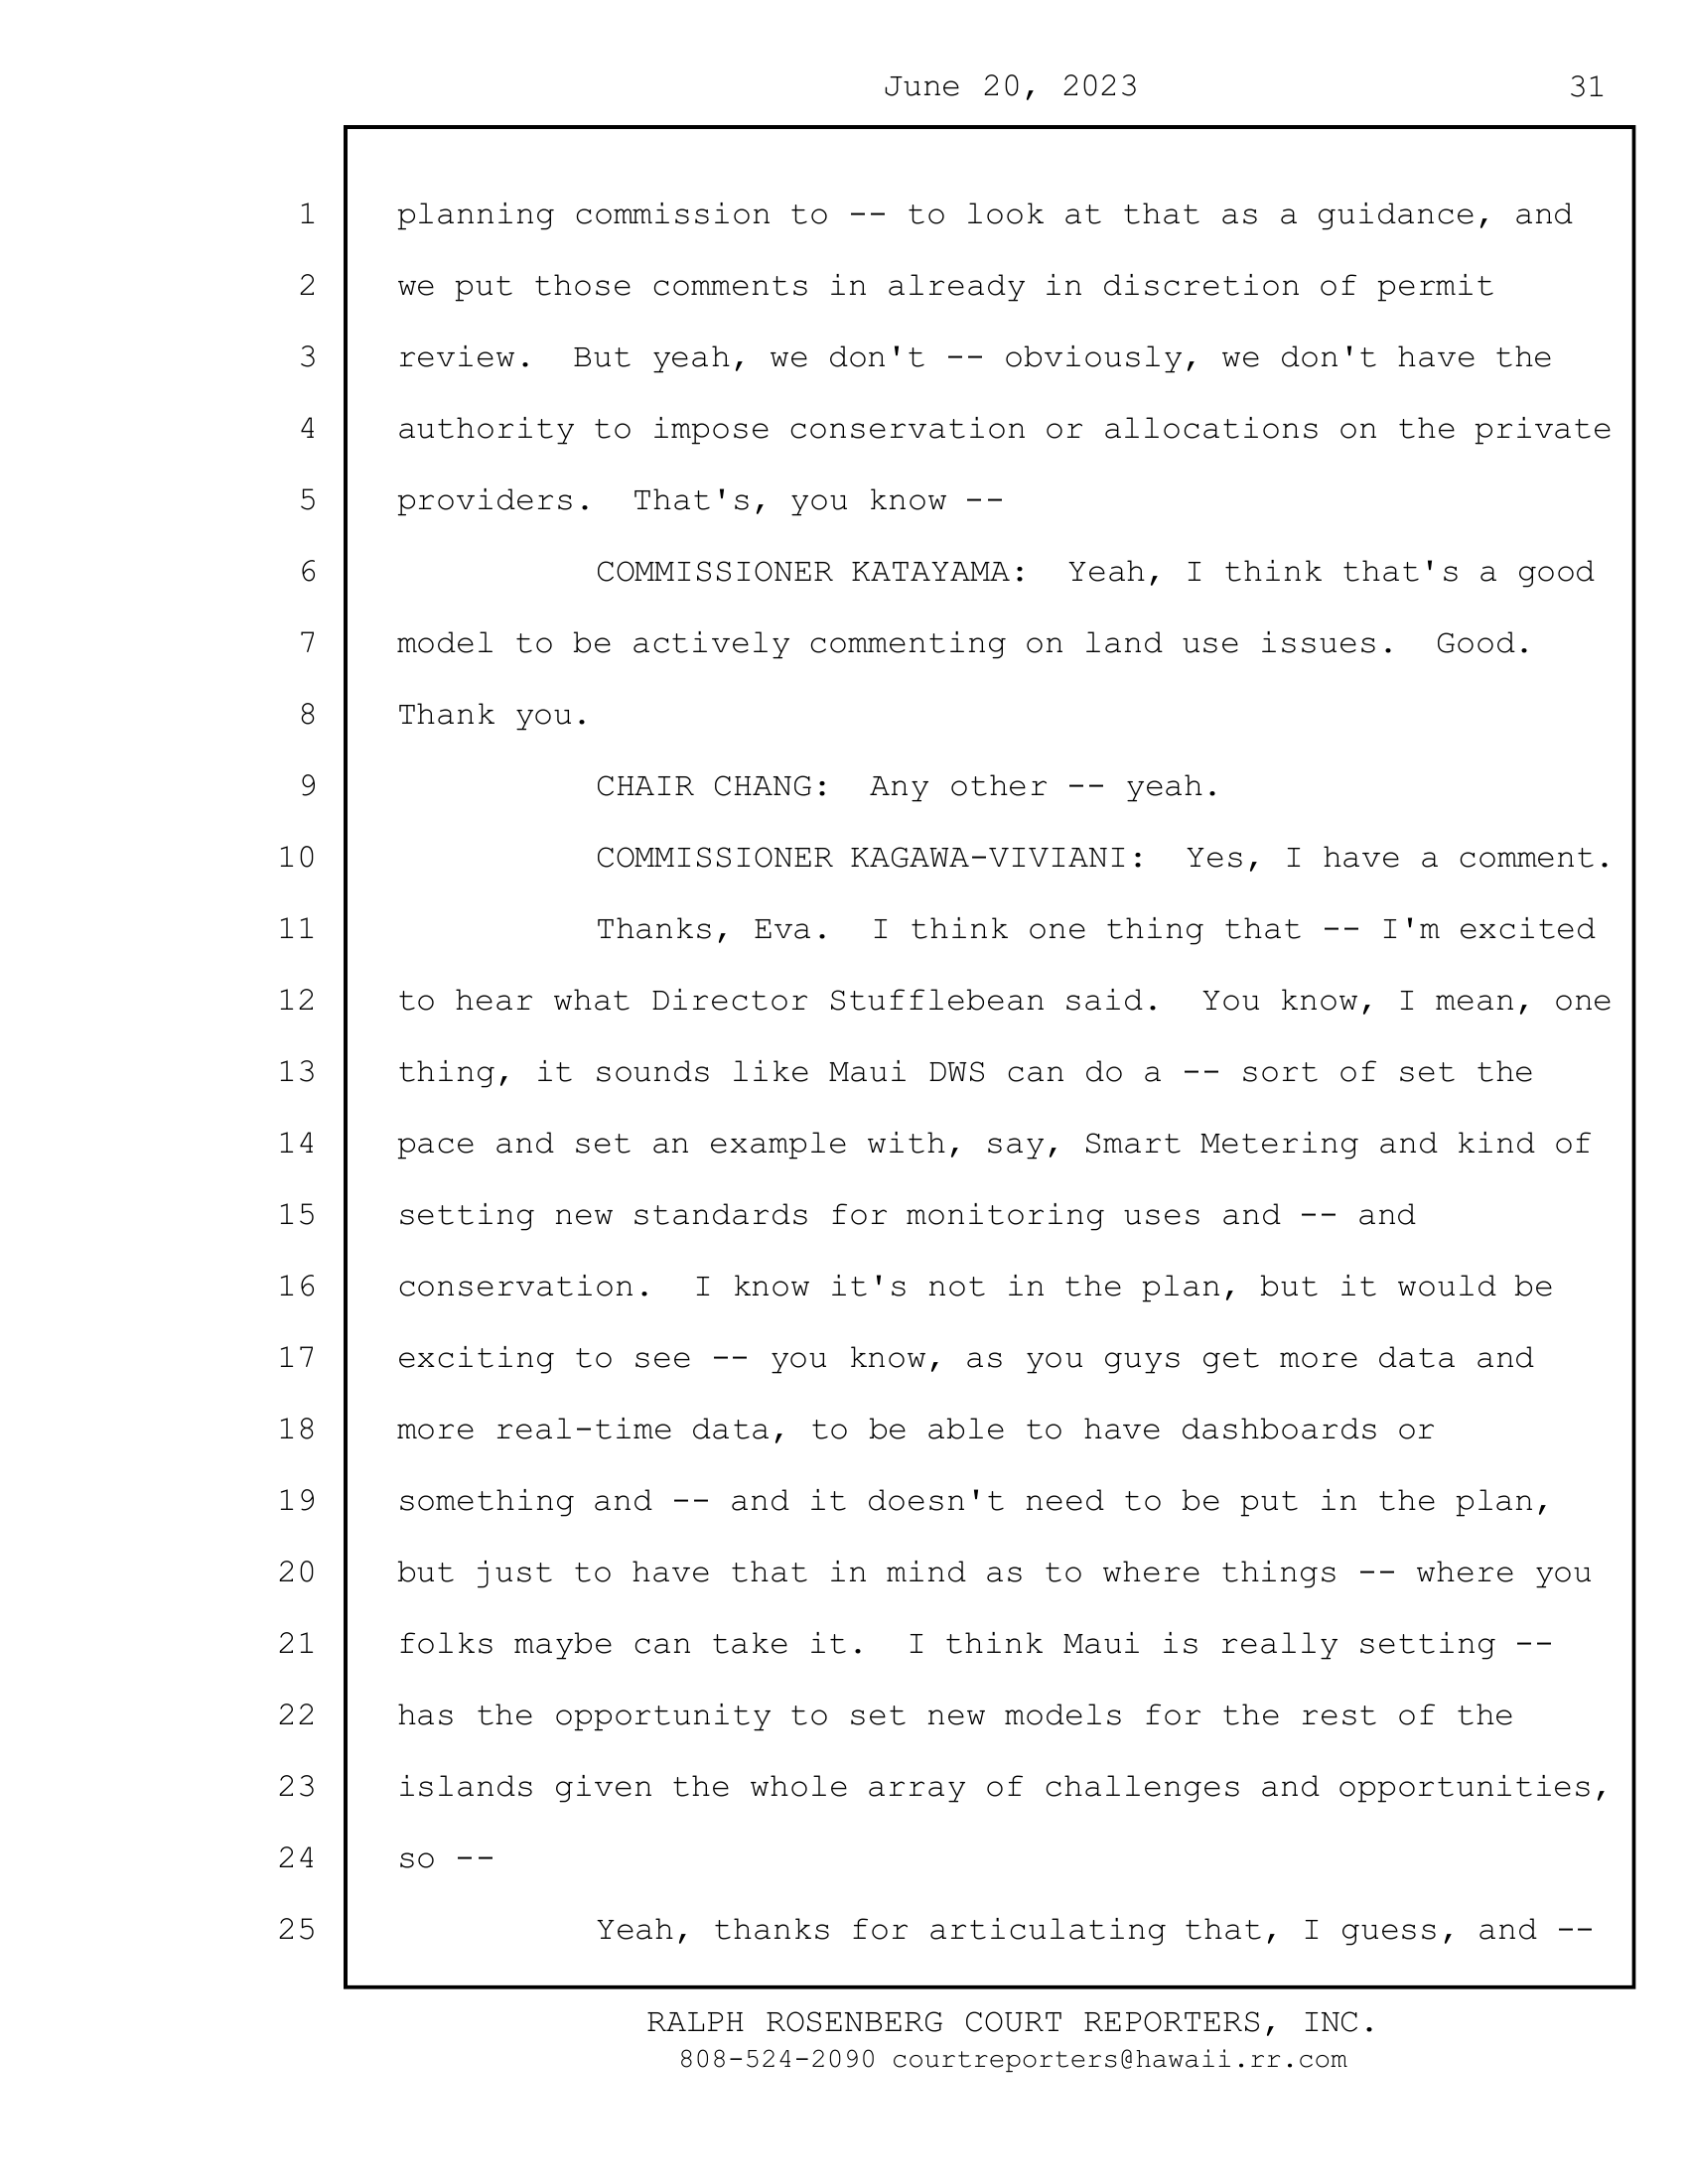 June 20, 2023 31
1 planning commission to -- to look at that as a guidance, and
2 we put those comments in already in discretion of permit
3 review.  But yeah, we don't -- obviously, we don't have the
4 authority to impose conservation or allocations on the private
5 providers.  That's, you know --
6 COMMISSIONER KATAYAMA:  Yeah, I think that's a good
7 model to be actively commenting on land use issues.  Good.
8 Thank you.
9 CHAIR CHANG:  Any other -- yeah.
10 COMMISSIONER KAGAWA-VIVIANI:  Yes, I have a comment.
11 Thanks, Eva.  I think one thing that -- I'm excited
12 to hear what Director Stufflebean said.  You know, I mean, one
13 thing, it sounds like Maui DWS can do a -- sort of set the
14 pace and set an example with, say, Smart Metering and kind of
15 setting new standards for monitoring uses and -- and
16 conservation.  I know it's not in the plan, but it would be
17 exciting to see -- you know, as you guys get more data and
18 more real-time data, to be able to have dashboards or
19 something and -- and it doesn't need to be put in the plan,
20 but just to have that in mind as to where things -- where you
21 folks maybe can take it.  I think Maui is really setting --
22 has the opportunity to set new models for the rest of the
23 islands given the whole array of challenges and opportunities,
24 so --
25 Yeah, thanks for articulating that, I guess, and --
RALPH ROSENBERG COURT REPORTERS, INC.
808-524-2090 courtreporters@hawaii.rr.com